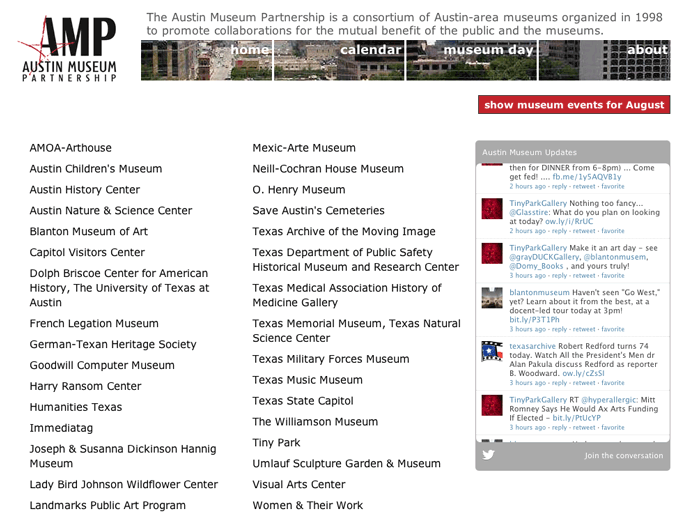 The Austin Museum Partnership is a consortium of Austin-area museums organized in 1998
to promote collaborations for the mutual benefit of the public and the museums.
AMP
AUSTIN MUSEUM
PARTNERSHIP
home
calendar
museum day
about
show museum events for August
AMOA-Arthouse
Austin Children's Museum
Austin History Center
Austin Nature & Science Center
Blanton Museum of Art
Capitol Visitors Center
Dolph Briscoe Center for American
History, The University of Texas at
Austin
French Legation Museum
German-Texan Heritage Society
Goodwill Computer Museum
Harry Ransom Center
Humanities Texas
Immediatag
Joseph & Susanna Dickinson Hannig
Museum
Lady Bird Johnson Wildflower Center
Landmarks Public Art Program
Mexic-Arte Museum
Neill-Cochran House Museum
O. Henry Museum
Save Austin's Cemeteries
Texas Archive of the Moving Image
Texas Department of Public Safety
Historical Museum and Research Center
Texas Medical Association History of
Medicine Gallery
Texas Memorial Museum, Texas Natural
Science Center
Texas Military Forces Museum
Texas Music Museum
Texas State Capitol
The Williamson Museum
Tiny Park
Umlauf Sculpture Garden & Museum
Visual Arts Center
Women & Their Work
Austin Museum Updates
then for DINNER from 6-8pm) ... Come
get fed! .... fb.me/1y5AQVB1y
2 hours ago · reply · retweet · favorite
TinyParkGallery Nothing too fancy...
@Glasstire: What do you plan on looking
at today? ow.ly/i/RrUC
2 hours ago · reply · retweet · favorite
TinyParkGallery Make it an art day - see
@grayDUCKGallery, @blantonmusem,
@Domy_Books , and yours truly!
3 hours ago · reply · retweet · favorite
blantonmuseum Haven't seen "Go West,"
yet? Learn about it from the best, at a
docent-led tour today at 3pm!
bit.ly/P3T1Ph
3 hours ago · reply · retweet · favorite
texasarchive Robert Redford turns 74
today. Watch All the President's Men dr
Alan Pakula discuss Redford as reporter
B. Woodward. ow.ly/cZsSl
3 hours ago · reply · retweet · favorite
TinyParkGallery RT @hyperallergic: Mitt
Romney Says He Would Ax Arts Funding
If Elected - bit.ly/PtUcYP
3 hours ago · reply · retweet · favorite
Join the conversation